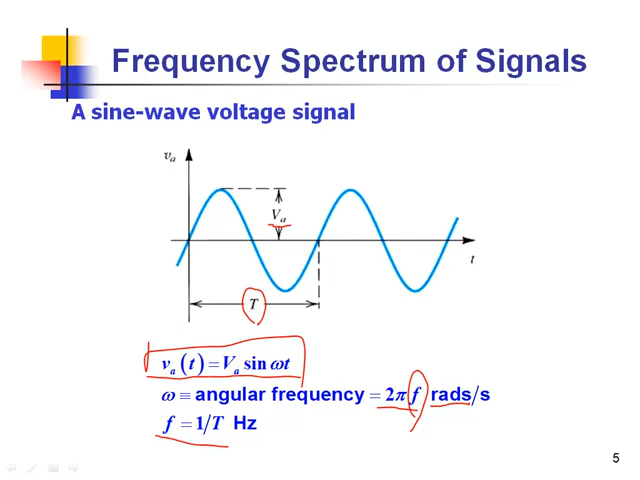 Frequency Spectrum of Signals
A sine-wave voltage signal
vₐ
Vₐ
t
T
vₐ(t) = Vₐ sin ωt
ω ≡ angular frequency = 2π f rads/s
f = 1/T Hz
5